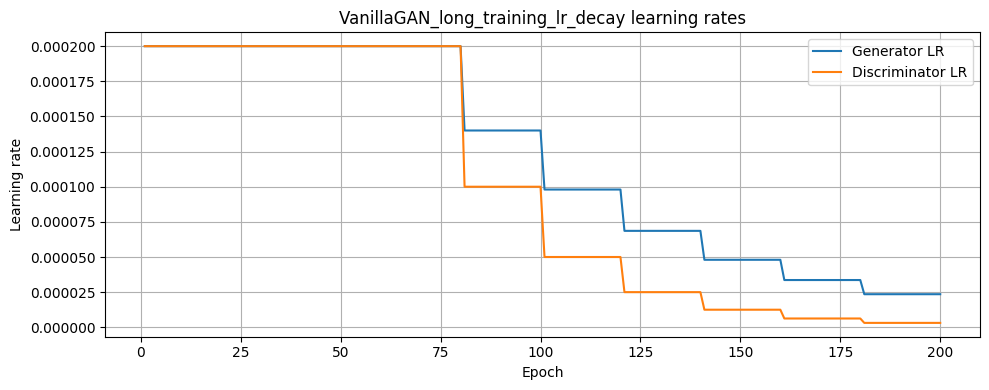 VanillaGAN_long_training_lr_decay learning rates
Generator LR
Discriminator LR
Learning rate
0.000200
0.000175
0.000150
0.000125
0.000100
0.000075
0.000050
0.000025
0.000000
0 25 50 75 100 125 150 175 200
Epoch